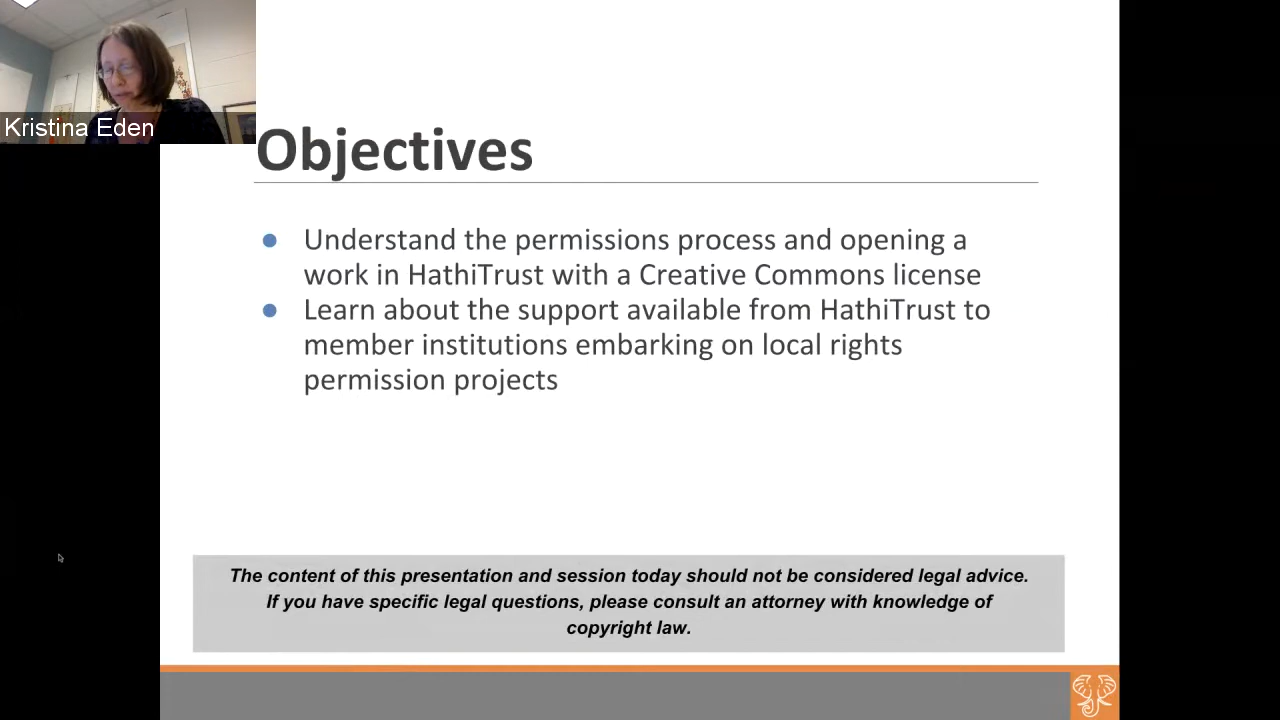 Kristina Eden
Objectives
● Understand the permissions process and opening a
work in HathiTrust with a Creative Commons license
● Learn about the support available from HathiTrust to
member institutions embarking on local rights
permission projects
The content of this presentation and session today should not be considered legal advice.
If you have specific legal questions, please consult an attorney with knowledge of
copyright law.